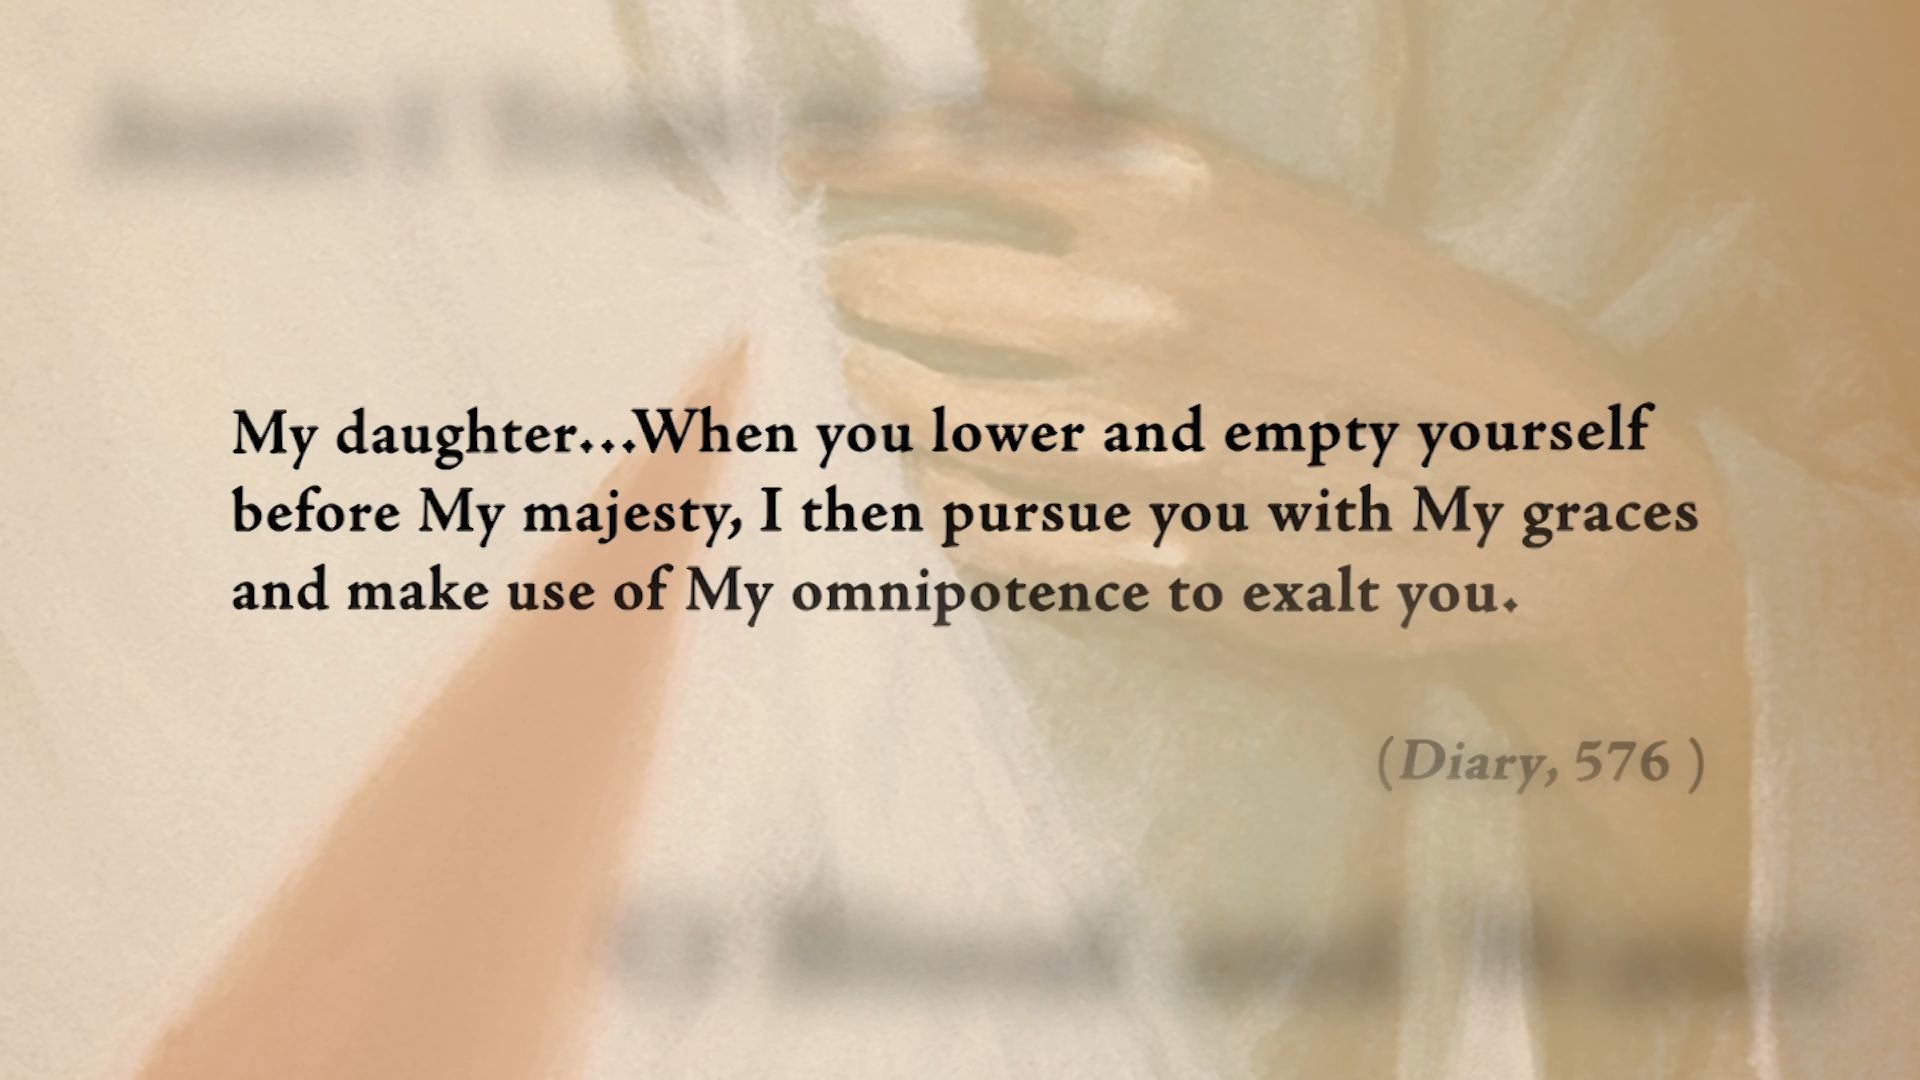 My daughter...When you lower and empty yourself
before My majesty, I then pursue you with My graces
and make use of My omnipotence to exalt you.
(Diary, 576 )